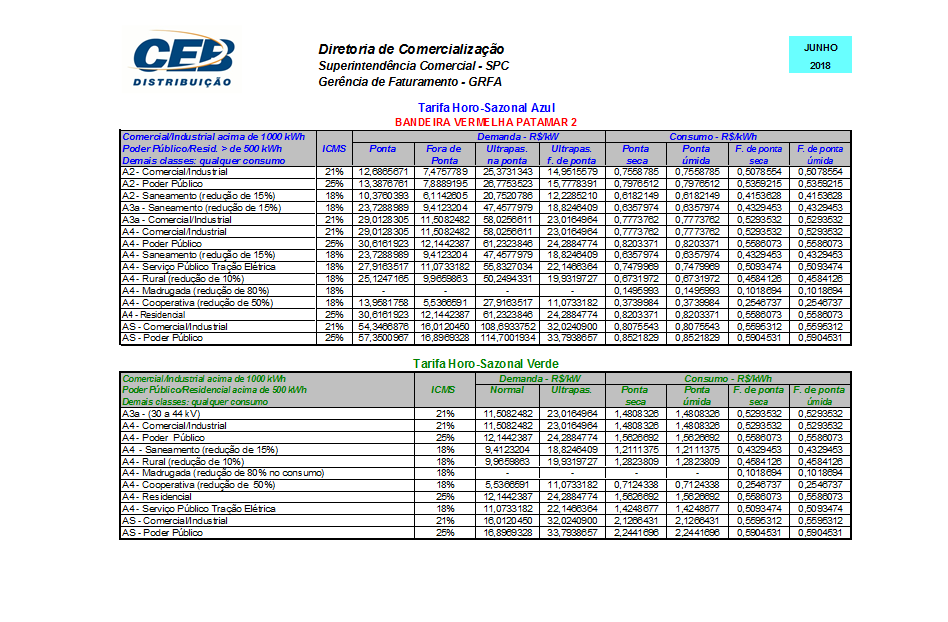 CEB
DISTRIBUIÇÃO
Diretoria de Comercialização
Superintendência Comercial - SPC
Gerência de Faturamento - GRFA
JUNHO
2018
Tarifa Horo-Sazonal Azul
BANDEIRA VERMELHA PATAMAR 2
Comercial/Industrial acima de 1000 kWh Demanda - R$/kW Consumo - R$/kWh
Poder Público/Resid. > de 500 kWh ICMS Ponta Fora de Ultrapas. Ultrapas. Ponta Ponta F. de ponta F. de ponta
Demais classes: qualquer consumo Ponta na ponta f. de ponta seca úmida seca úmida
A2 - Comercial/Industrial 21% 12,6865671 7,4757789 25,3731343 14,9515579 0,7558785 0,7558785 0,5078554 0,5078554
A2 - Poder Público 25% 13,3876761 7,8889195 26,7753523 15,7778391 0,7976512 0,7976512 0,5359215 0,5359215
A2 - Saneamento (redução de 15%) 18% 10,3760393 6,1142605 20,7520786 12,2285210 0,6182149 0,6182149 0,4153628 0,4153628
A3a - Saneamento (redução de 15%) 18% 23,7288989 9,4123204 47,4577979 18,8246409 0,6357974 0,6357974 0,4329453 0,4329453
A3a - Comercial/Industrial 21% 29,0128305 11,5082482 58,0256611 23,0164964 0,7773762 0,7773762 0,5293532 0,5293532
A4 - Comercial/Industrial 21% 29,0128305 11,5082482 58,0256611 23,0164964 0,7773762 0,7773762 0,5293532 0,5293532
A4 - Poder Público 25% 30,6161923 12,1442387 61,2323846 24,2884774 0,8203371 0,8203371 0,5586073 0,5586073
A4 - Saneamento (redução de 15%) 18% 23,7288989 9,4123204 47,4577979 18,8246409 0,6357974 0,6357974 0,4329453 0,4329453
A4 - Serviço Público Tração Elétrica 18% 27,9163517 11,0733182 55,8327034 22,1466364 0,7479969 0,7479969 0,5093474 0,5093474
A4 - Rural (redução de 10%) 18% 25,1247165 9,9659863 50,2494331 19,9319727 0,6731972 0,6731972 0,4584126 0,4584126
A4 - Madrugada (redução de 80%) 18% - - - - 0,1495993 0,1495993 0,1018694 0,1018694
A4 - Cooperativa (redução de 50%) 18% 13,9581758 5,5366591 27,9163517 11,0733182 0,3739984 0,3739984 0,2546737 0,2546737
A4 - Residencial 25% 30,6161923 12,1442387 61,2323846 24,2884774 0,8203371 0,8203371 0,5586073 0,5586073
AS - Comercial/Industrial 21% 54,3466876 16,0120450 108,6933752 32,0240900 0,8075543 0,8075543 0,5595312 0,5595312
AS - Poder Público 25% 57,3500967 16,8969328 114,7001934 33,7938657 0,8521829 0,8521829 0,5904531 0,5904531
Tarifa Horo-Sazonal Verde
Comercial/Industrial acima de 1000 kWh Demanda - R$/kW Consumo - R$/kWh
Poder Público/Residencial acima de 500 kWh ICMS Normal Ultrapas. Ponta Ponta F. de ponta F. de ponta
Demais classes: qualquer consumo seca úmida seca úmida
A3a - (30 a 44 kV) 21% 11,5082482 23,0164964 1,4808326 1,4808326 0,5293532 0,5293532
A4 - Comercial/Industrial 21% 11,5082482 23,0164964 1,4808326 1,4808326 0,5293532 0,5293532
A4 - Poder Público 25% 12,1442387 24,2884774 1,5626692 1,5626692 0,5586073 0,5586073
A4 - Saneamento (redução de 15%) 18% 9,4123204 18,8246409 1,2111375 1,2111375 0,4329453 0,4329453
A4 - Rural (redução de 10%) 18% 9,9659863 19,9319727 1,2823809 1,2823809 0,4584126 0,4584126
A4 - Madrugada (redução de 80% no consumo) 18% - - - - 0,1018694 0,1018694
A4 - Cooperativa (redução de 50%) 18% 5,5366591 11,0733182 0,7124338 0,7124338 0,2546737 0,2546737
A4 - Residencial 25% 12,1442387 24,2884774 1,5626692 1,5626692 0,5586073 0,5586073
A4 - Serviço Público Tração Elétrica 18% 11,0733182 22,1466364 1,4248677 1,4248677 0,5093474 0,5093474
AS - Comercial/Industrial 21% 16,0120450 32,0240900 2,1266431 2,1266431 0,5595312 0,5595312
AS - Poder Público 25% 16,8969328 33,7938657 2,2441696 2,2441696 0,5904531 0,5904531